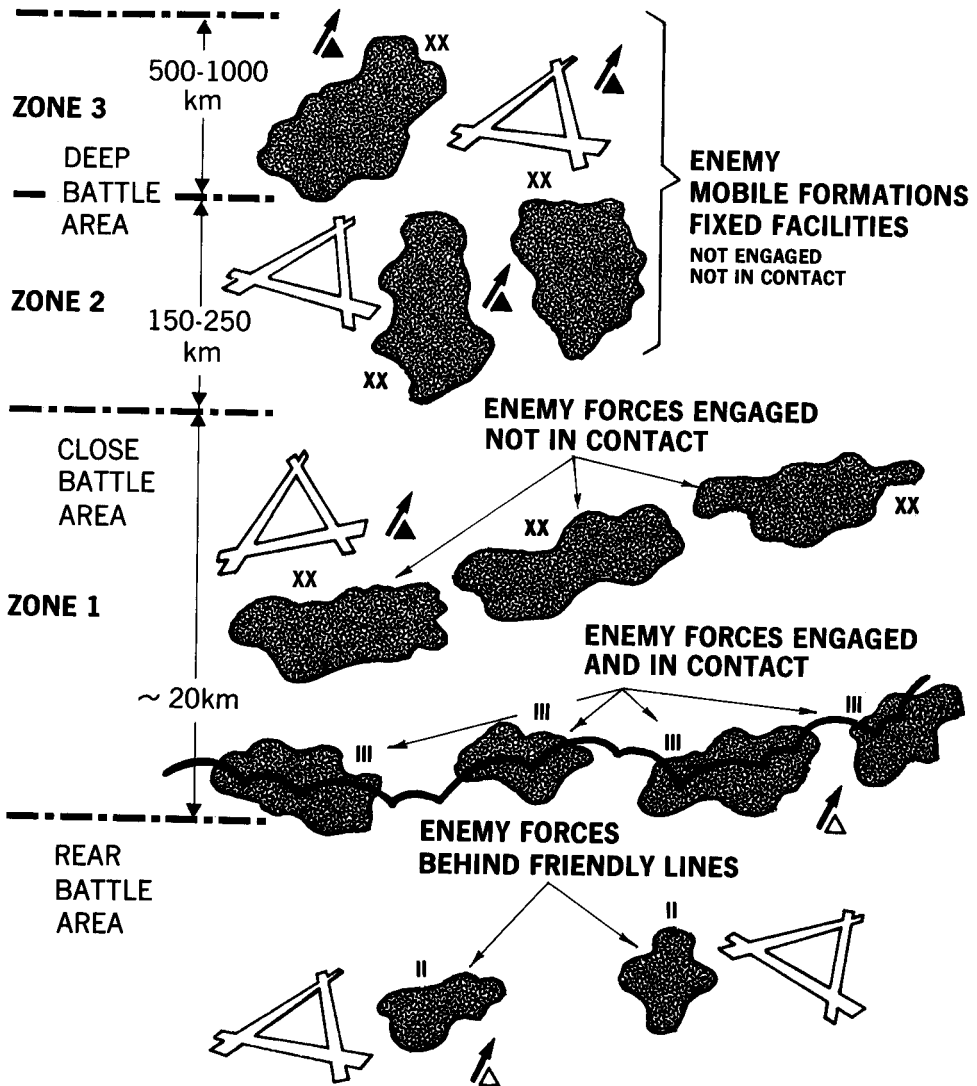 XX
500-1000
km
ZONE 3
DEEP
BATTLE
AREA
XX
ENEMY
MOBILE FORMATIONS
FIXED FACILITIES
NOT ENGAGED
NOT IN CONTACT
ZONE 2
150-250
km
XX
ENEMY FORCES ENGAGED
NOT IN CONTACT
CLOSE
BATTLE
AREA
XX
XX
XX
ZONE 1
ENEMY FORCES ENGAGED
AND IN CONTACT
~ 20km
III
III
III
III
ENEMY FORCES
BEHIND FRIENDLY LINES
REAR
BATTLE
AREA
II
II